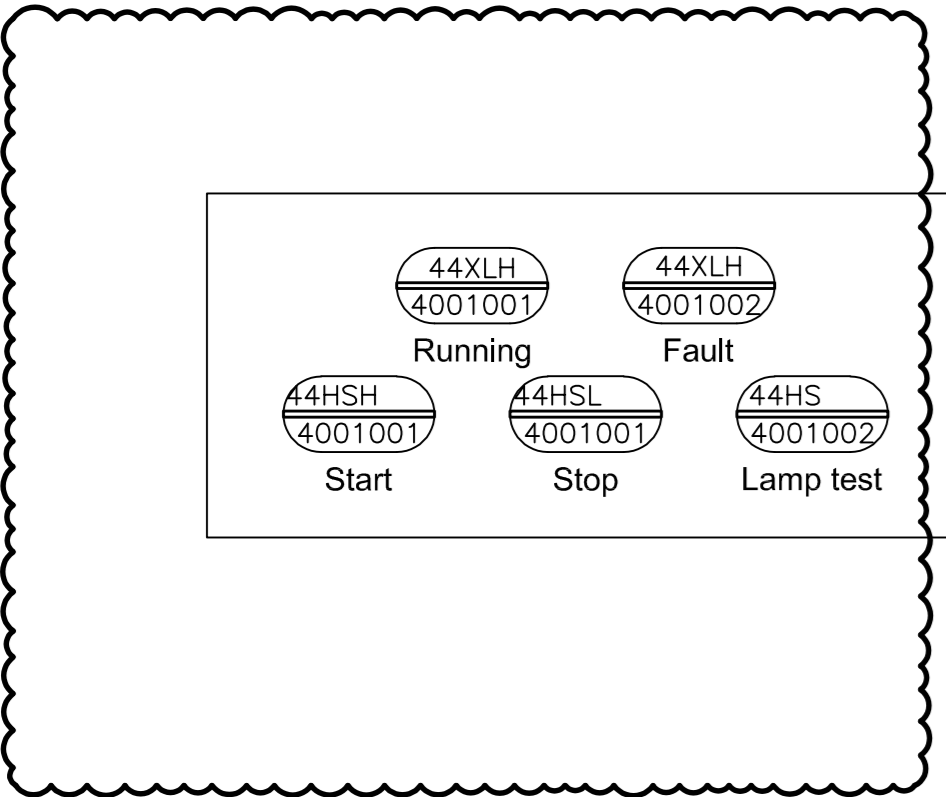 44XLH 44XLH
4001001 4001002
Running Fault
44HSH 44HSL 44HS
4001001 4001001 4001002
Start Stop Lamp test